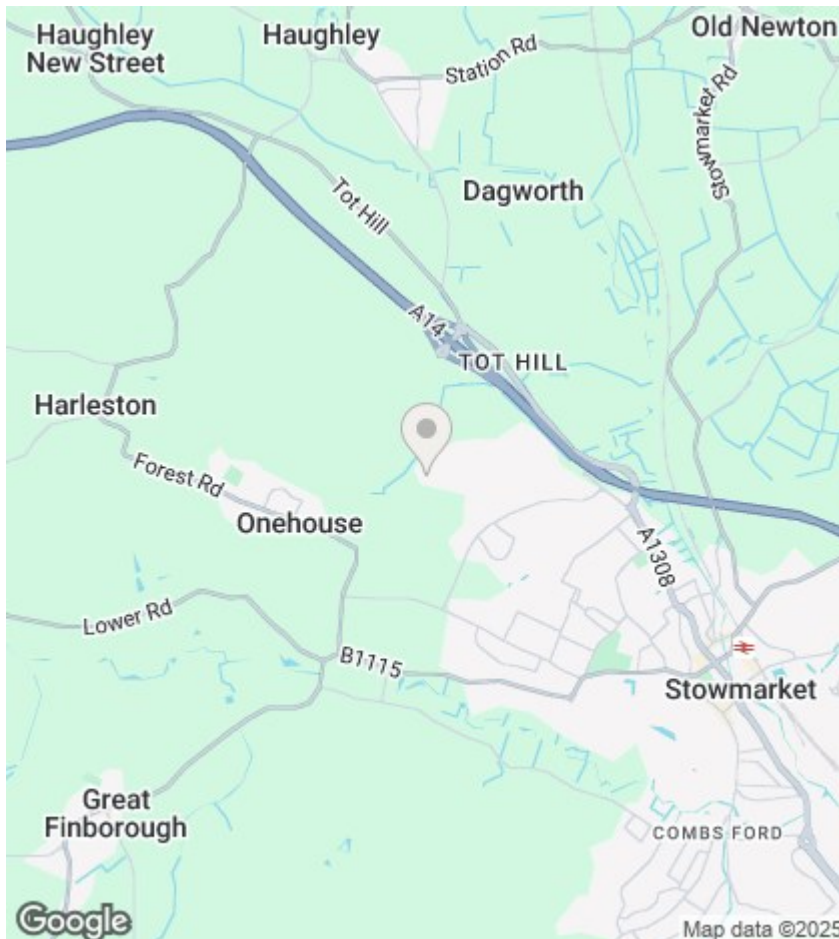 Haughley
New Street
Haughley
Old Newton
Station Rd
Stowmarket Rd
Tot Hill
Dagworth
A14
TOT HILL
Harleston
Forest Rd
Onehouse
A1308
Lower Rd
B1115
Stowmarket
Great
Finborough
COMBS FORD
Google
Map data ©2025